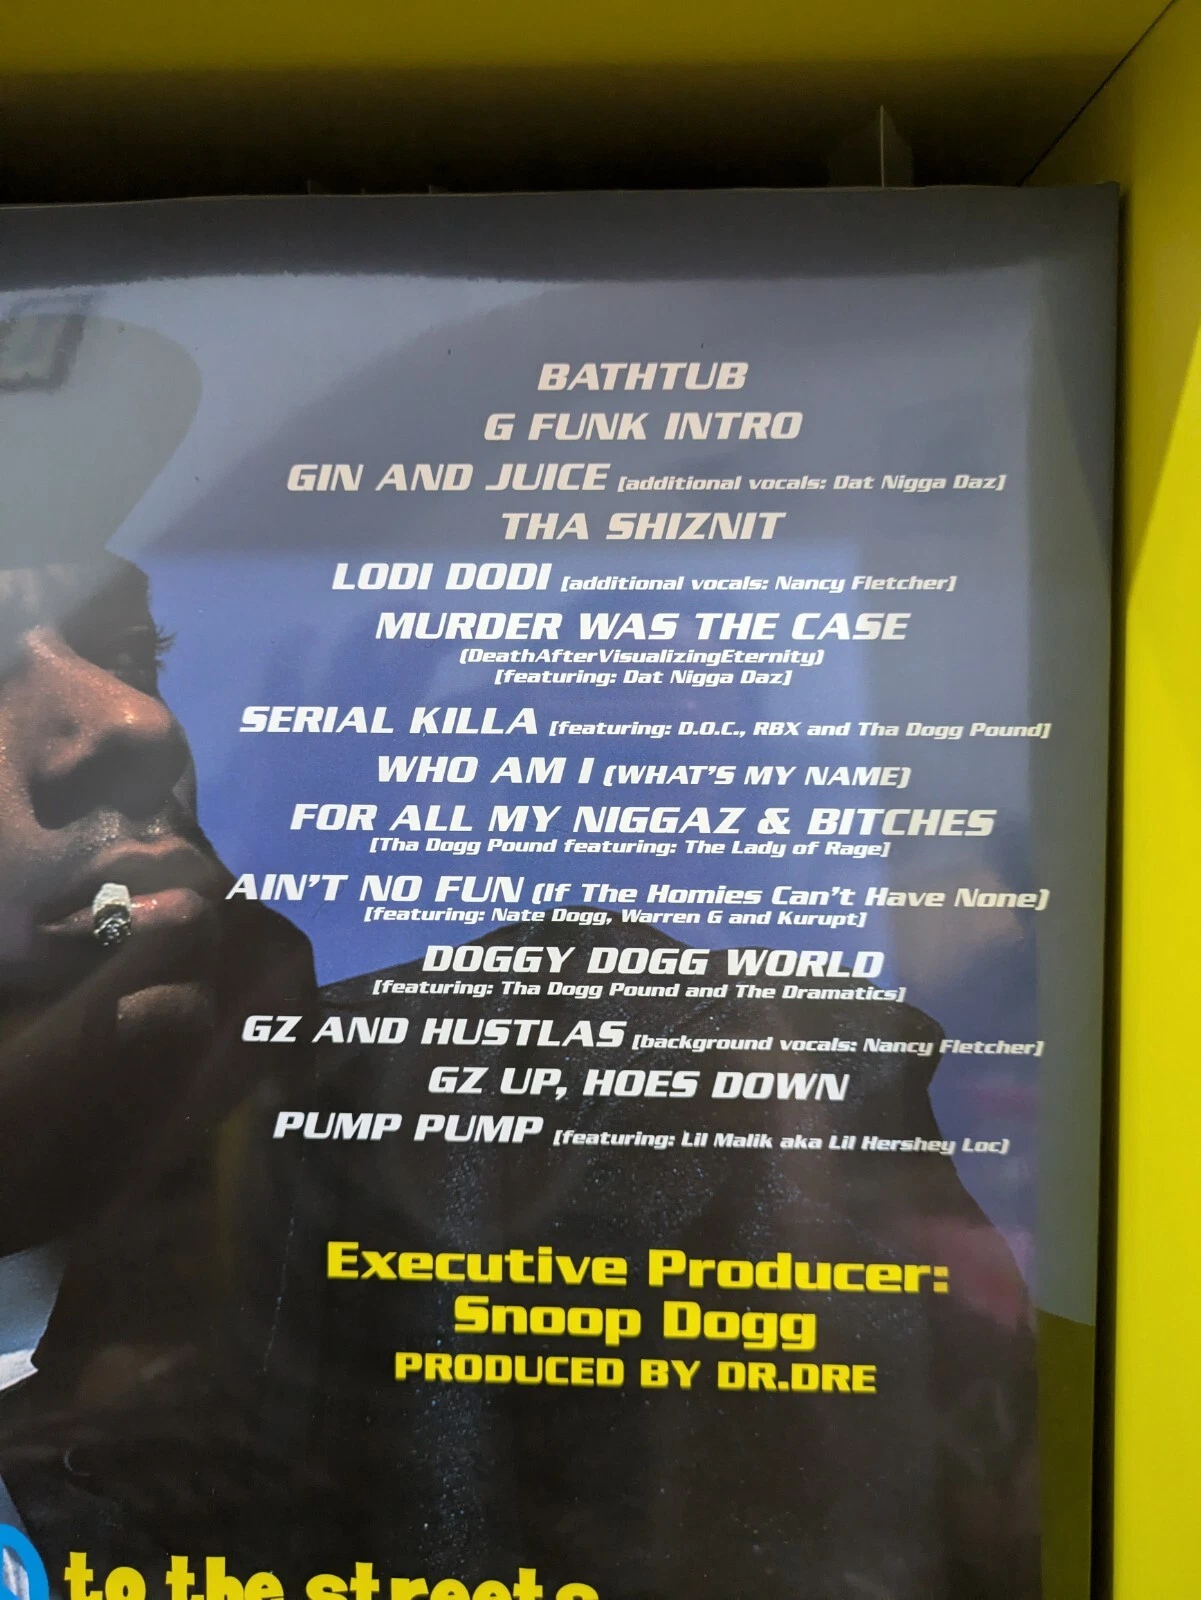 BATHTUB
G FUNK INTRO
GIN AND JUICE [additional vocals: Dat Nigga Daz]
THA SHIZNIT
LODI DODI [additional vocals: Nancy Fletcher]
MURDER WAS THE CASE
(DeathAfterVisualizingEternity)
[featuring: Dat Nigga Daz]
SERIAL KILLA [featuring: D.O.C., RBX and Tha Dogg Pound]
WHO AM I (WHAT'S MY NAME)
FOR ALL MY NIGGAZ & BITCHES
[Tha Dogg Pound featuring: The Lady of Rage]
AIN'T NO FUN (If The Homies Can't Have None)
[featuring: Nate Dogg, Warren G and Kurupt]
DOGGY DOGG WORLD
[featuring: Tha Dogg Pound and The Dramatics]
GZ AND HUSTLAS [background vocals: Nancy Fletcher]
GZ UP, HOES DOWN
PUMP PUMP [featuring: Lil Malik aka Lil Hershey Loc]
Executive Producer:
Snoop Dogg
PRODUCED BY DR.DRE
to the streets